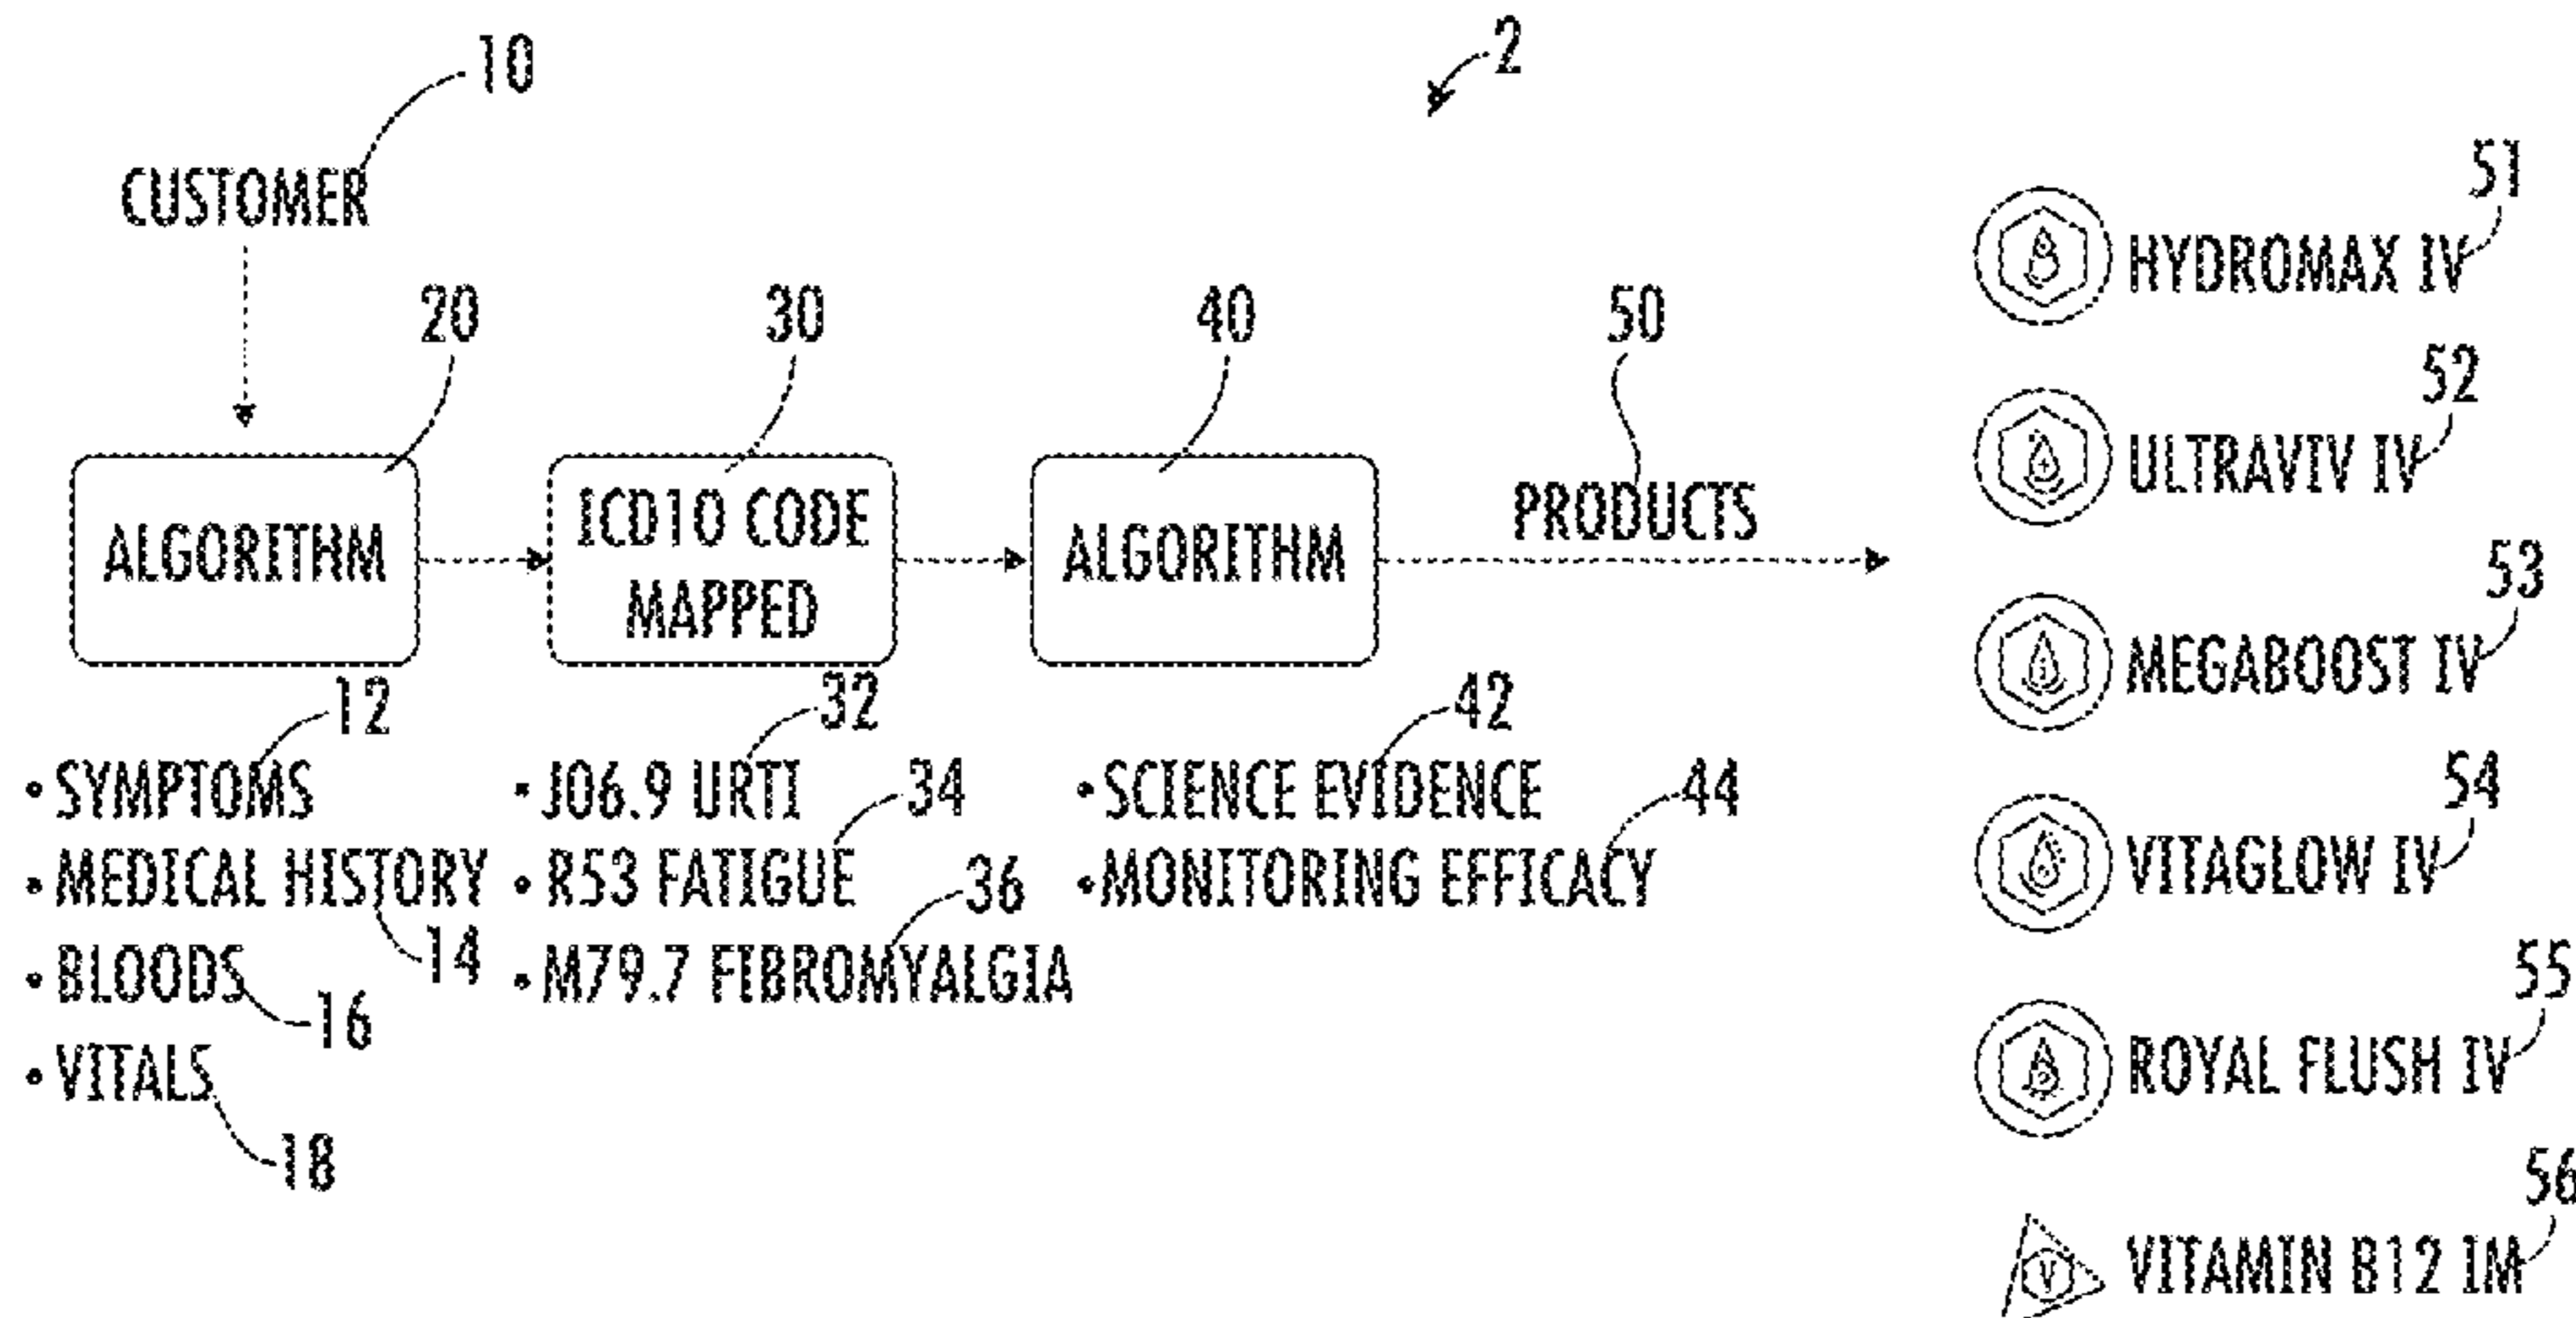 10
2
CUSTOMER
20
30
40
50
ALGORITHM
ICD10 CODE
MAPPED
ALGORITHM
PRODUCTS
12
• SYMPTOMS
• MEDICAL HISTORY
14
• BLOODS
16
• VITALS
18
32
• J06.9 URTI
34
• R53 FATIGUE
36
• M79.7 FIBROMYALGIA
42
• SCIENCE EVIDENCE
44
• MONITORING EFFICACY
51
HYDROMAX IV
52
ULTRAVIV IV
53
MEGABOOST IV
54
VITAGLOW IV
55
ROYAL FLUSH IV
56
V
VITAMIN B12 IM